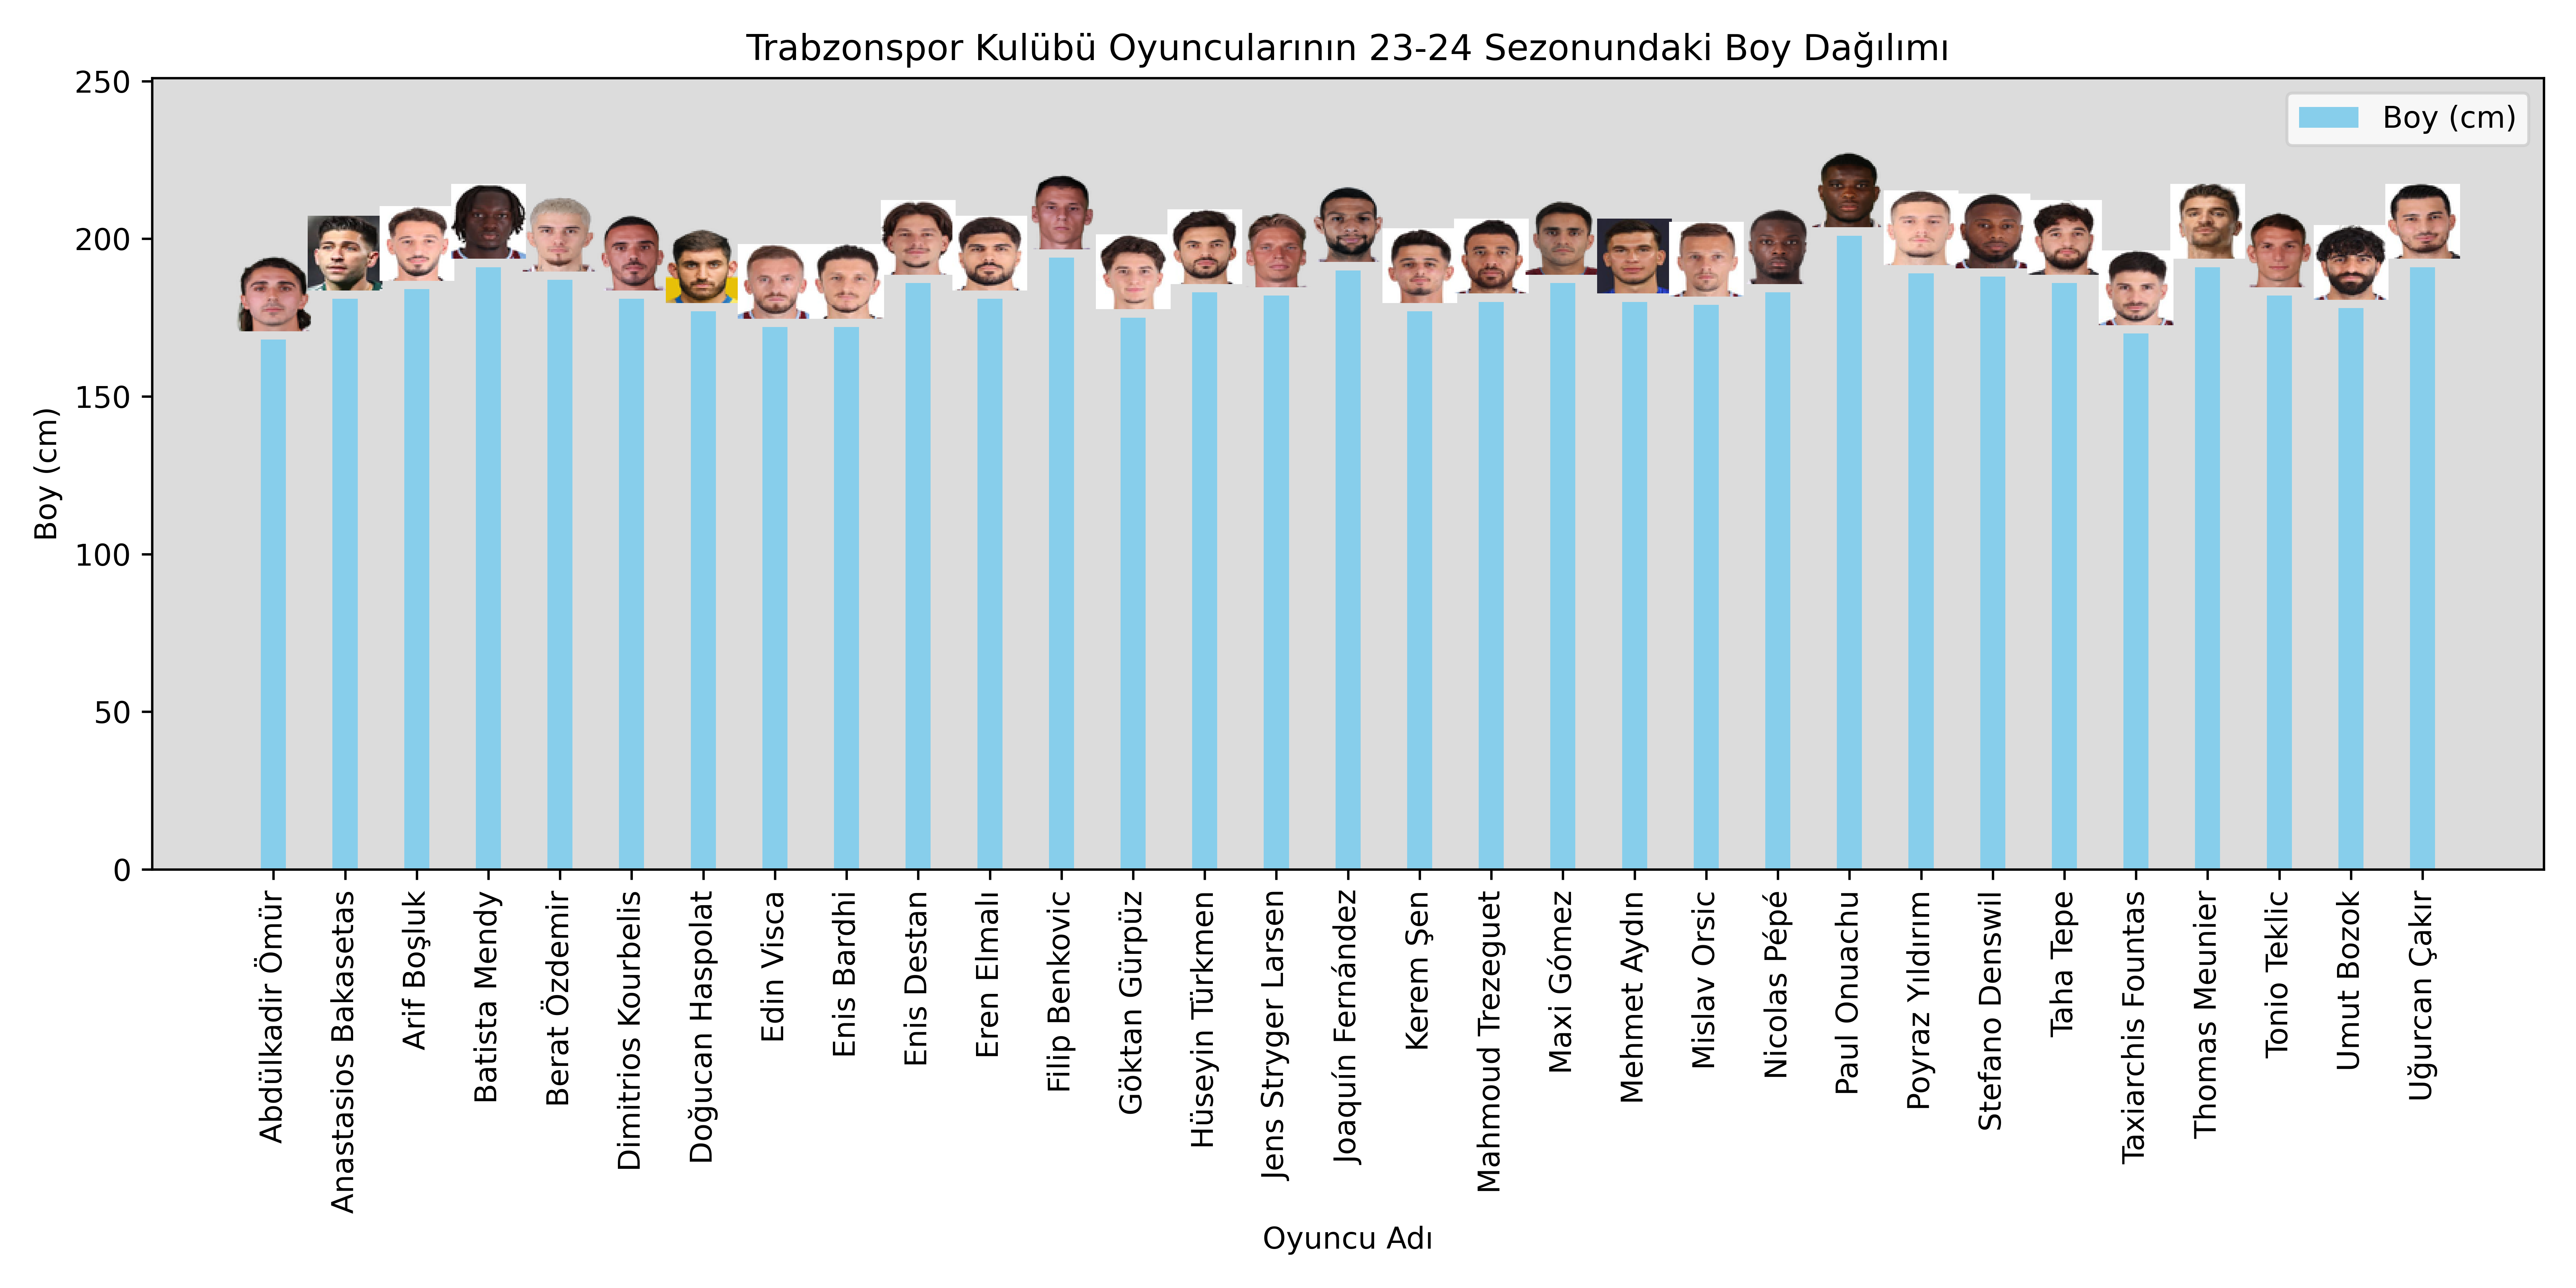 Trabzonspor Kulübü Oyuncularının 23-24 Sezonundaki Boy Dağılımı
Boy (cm)
250
200
150
100
50
0
Boy (cm)
Abdülkadir Ömür
Anastasios Bakasetas
Arif Boşluk
Batista Mendy
Berat Özdemir
Dimitrios Kourbelis
Doğucan Haspolat
Edin Visca
Enis Bardhi
Enis Destan
Eren Elmalı
Filip Benkovic
Göktan Gürpüz
Hüseyin Türkmen
Jens Stryger Larsen
Joaquín Fernández
Kerem Şen
Mahmoud Trezeguet
Maxi Gómez
Mehmet Aydın
Mislav Orsic
Nicolas Pépé
Paul Onuachu
Poyraz Yıldırım
Stefano Denswil
Taha Tepe
Taxiarchis Fountas
Thomas Meunier
Tonio Teklic
Umut Bozok
Uğurcan Çakır
Oyuncu Adı